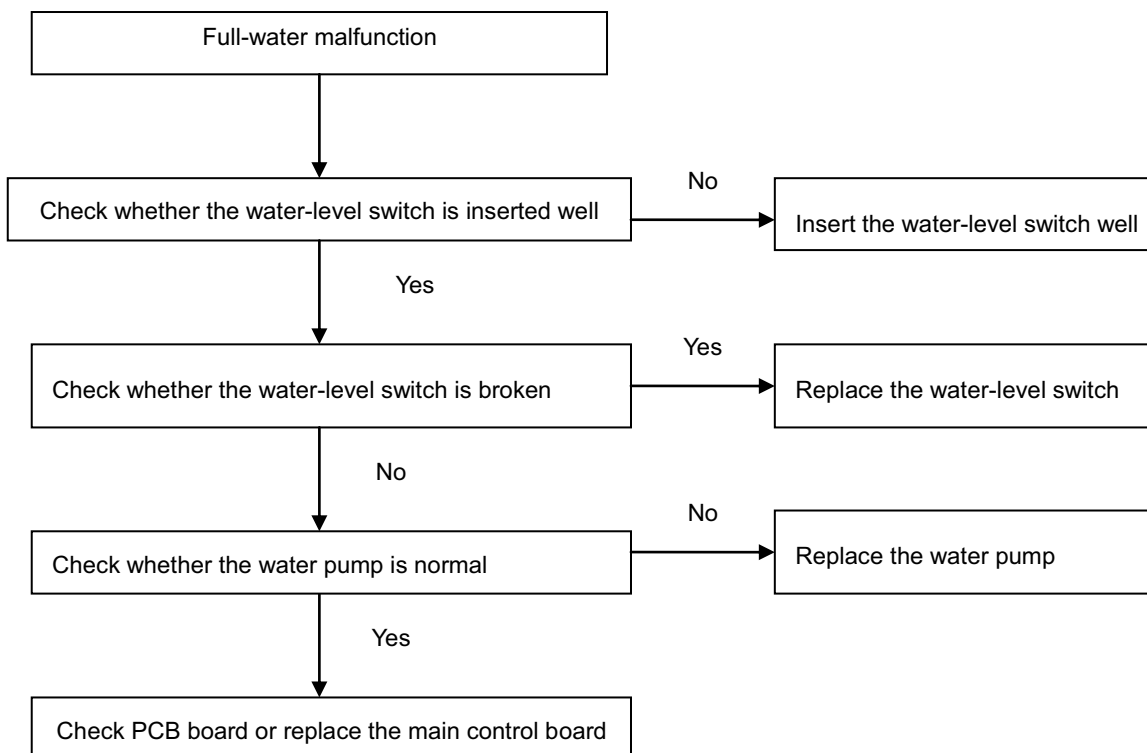 Full-water malfunction
No
Check whether the water-level switch is inserted well
Insert the water-level switch well
Yes
Yes
Check whether the water-level switch is broken
Replace the water-level switch
No
No
Check whether the water pump is normal
Replace the water pump
Yes
Check PCB board or replace the main control board